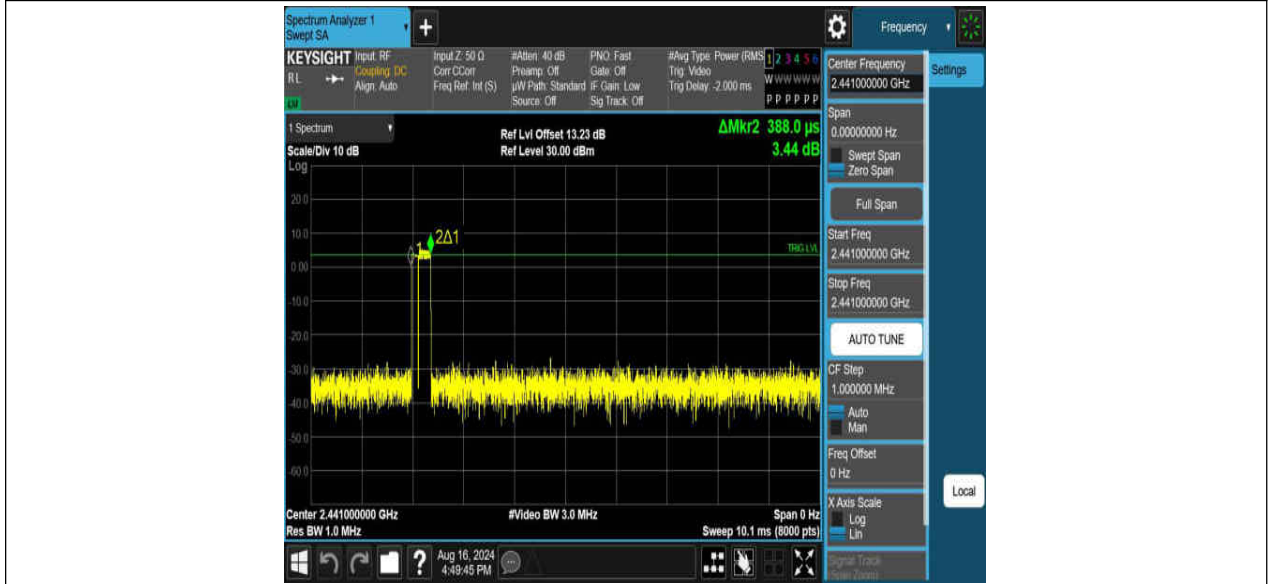 Spectrum Analyzer 1
Swept SA
+
Frequency
KEYSIGHT
RL
Input: RF
Coupling: DC
Align: Auto
Input Z: 50 Ω
Corr CCorr
Freq Ref: Int (S)
#Atten: 40 dB
Preamp: Off
µW Path: Standard
Source: Off
PNO: Fast
Gate: Off
IF Gain: Low
Sig Track: Off
#Avg Type: Power (RMS
Trig: Video
Trig Delay: -2.000 ms
1 2 3 4 5 6
W W W W W W
P P P P P P
1 Spectrum
Scale/Div 10 dB
Log
Ref Lvl Offset 13.23 dB
Ref Level 30.00 dBm
ΔMkr2 388.0 µs
3.44 dB
20.0
10.0
0.00
-10.0
-20.0
-30.0
-40.0
-50.0
-60.0
1
2Δ1
TRIG LVL
Center 2.441000000 GHz
Res BW 1.0 MHz
#Video BW 3.0 MHz
Span 0 Hz
Sweep 10.1 ms (8000 pts)
?
Aug 16, 2024
4:49:45 PM
Center Frequency
2.441000000 GHz
Settings
Span
0.00000000 Hz
Swept Span
Zero Span
Full Span
Start Freq
2.441000000 GHz
Stop Freq
2.441000000 GHz
AUTO TUNE
CF Step
1.000000 MHz
Auto
Man
Freq Offset
0 Hz
X Axis Scale
Log
Lin
Local
Signal Track
(Span Zoom)